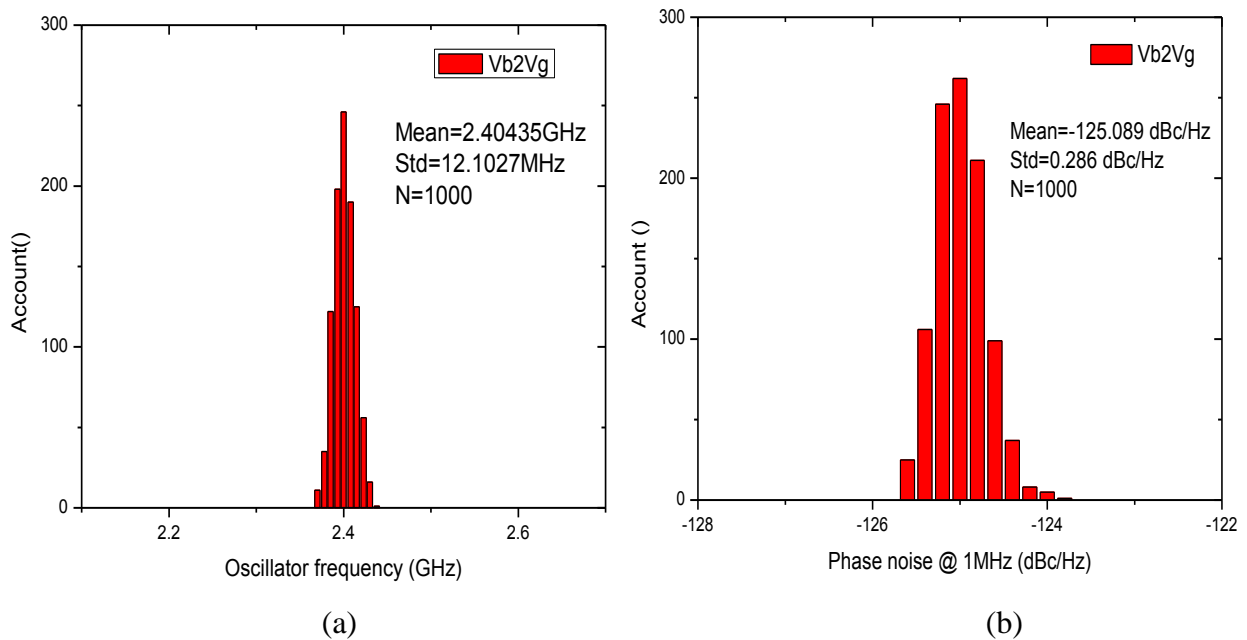 300
200
100
0
Account()
Vb2Vg
Mean=2.40435GHz
Std=12.1027MHz
N=1000
2.2
2.4
2.6
Oscillator frequency (GHz)
(a)
300
200
100
0
Account ()
Vb2Vg
Mean=-125.089 dBc/Hz
Std=0.286 dBc/Hz
N=1000
-128
-126
-124
-122
Phase noise @ 1MHz (dBc/Hz)
(b)